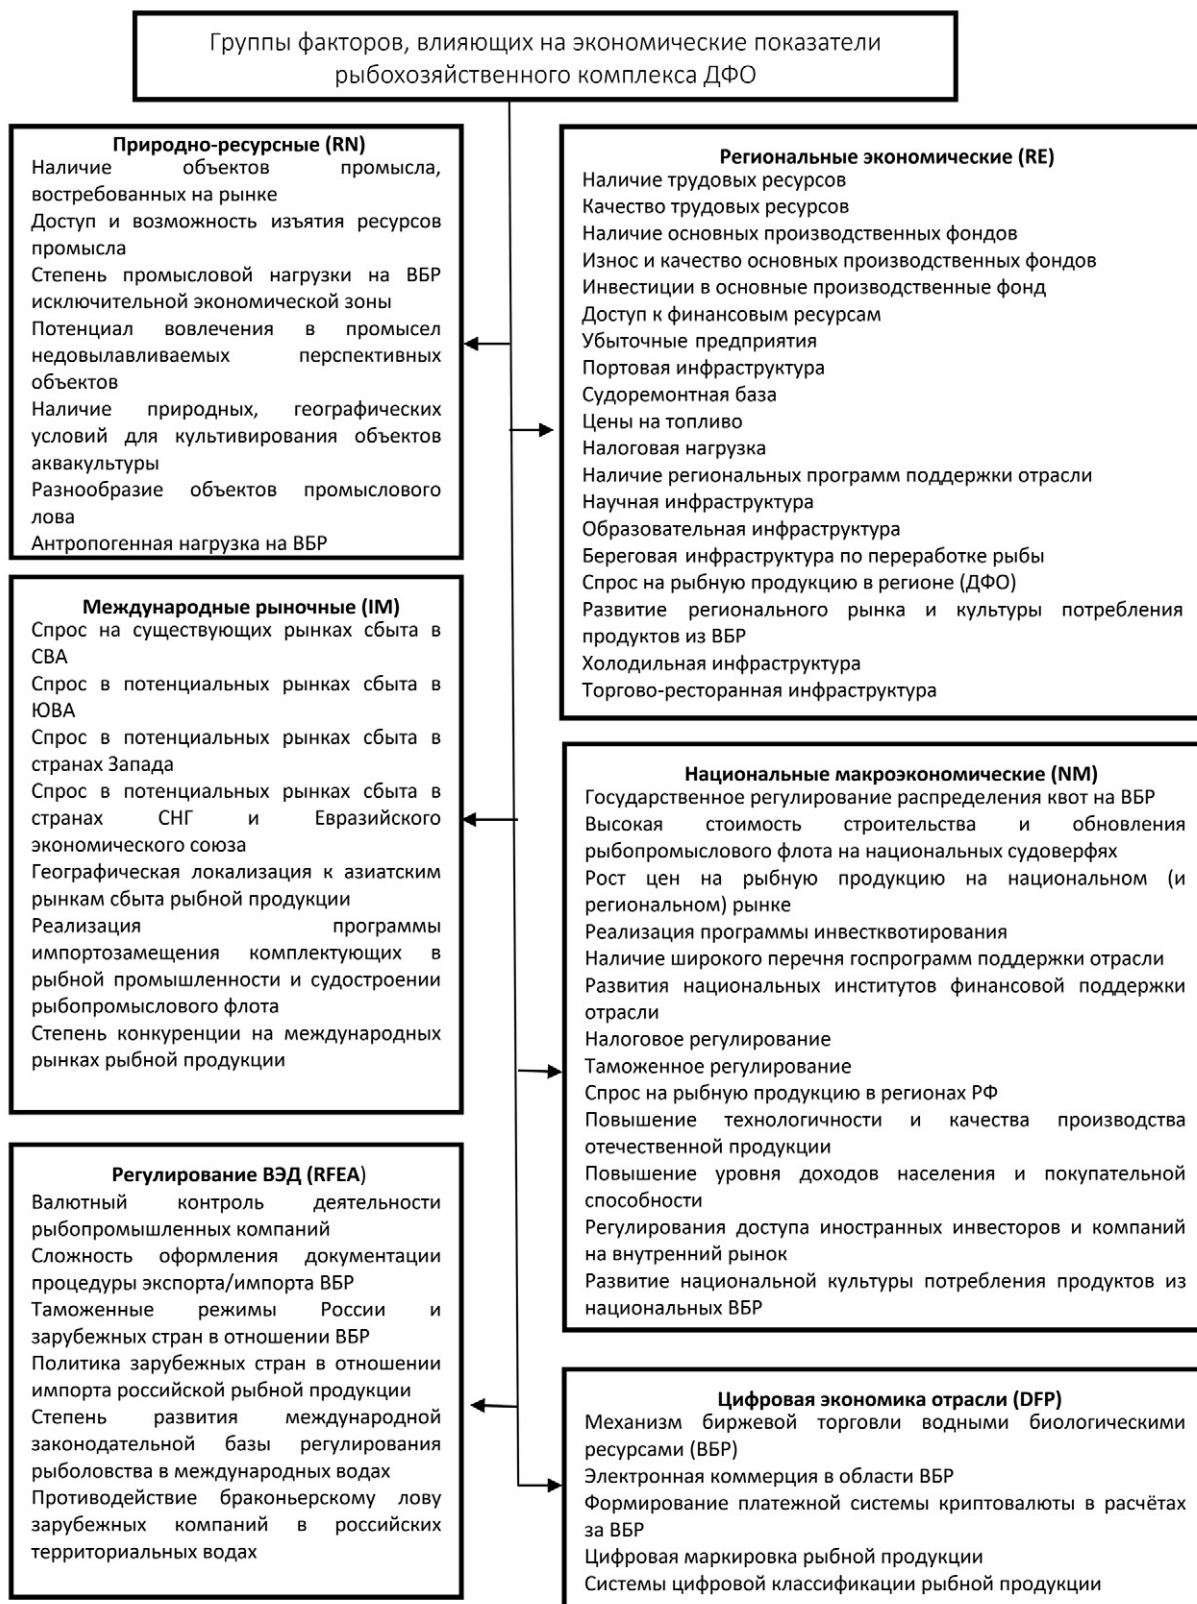 Группы факторов, влияющих на экономические показатели
рыбохозяйственного комплекса ДФО
Природно-ресурсные (RN)
Наличие объектов промысла,
востребованных на рынке
Доступ и возможность изъятия ресурсов
промысла
Степень промысловой нагрузки на ВБР
исключительной экономической зоны
Потенциал вовлечения в промысел
недовылавливаемых перспективных
объектов
Наличие природных, географических
условий для культивирования объектов
аквакультуры
Разнообразие объектов промыслового
лова
Антропогенная нагрузка на ВБР
Региональные экономические (RE)
Наличие трудовых ресурсов
Качество трудовых ресурсов
Наличие основных производственных фондов
Износ и качество основных производственных фондов
Инвестиции в основные производственные фонд
Доступ к финансовым ресурсам
Убыточные предприятия
Портовая инфраструктура
Судоремонтная база
Цены на топливо
Налоговая нагрузка
Наличие региональных программ поддержки отрасли
Научная инфраструктура
Образовательная инфраструктура
Береговая инфраструктура по переработке рыбы
Спрос на рыбную продукцию в регионе (ДФО)
Развитие регионального рынка и культуры потребления
продуктов из ВБР
Холодильная инфраструктура
Торгово-ресторанная инфраструктура
Международные рыночные (IM)
Спрос на существующих рынках сбыта в
СВА
Спрос в потенциальных рынках сбыта в
ЮВА
Спрос в потенциальных рынках сбыта в
странах Запада
Спрос в потенциальных рынках сбыта в
странах СНГ и Евразийского
экономического союза
Географическая локализация к азиатским
рынкам сбыта рыбной продукции
Реализация программы
импортозамещения комплектующих в
рыбной промышленности и судостроении
рыбопромыслового флота
Степень конкуренции на международных
рынках рыбной продукции
Национальные макроэкономические (NM)
Государственное регулирование распределения квот на ВБР
Высокая стоимость строительства и обновления
рыбопромыслового флота на национальных судоверфях
Рост цен на рыбную продукцию на национальном (и
региональном) рынке
Реализация программы инвестквотирования
Наличие широкого перечня госпрограмм поддержки отрасли
Развития национальных институтов финансовой поддержки
отрасли
Налоговое регулирование
Таможенное регулирование
Спрос на рыбную продукцию в регионах РФ
Повышение технологичности и качества производства
отечественной продукции
Повышение уровня доходов населения и покупательной
способности
Регулирования доступа иностранных инвесторов и компаний
на внутренний рынок
Развитие национальной культуры потребления продуктов из
национальных ВБР
Регулирование ВЭД (RFEA)
Валютный контроль деятельности
рыбопромышленных компаний
Сложность оформления документации
процедуры экспорта/импорта ВБР
Таможенные режимы России и
зарубежных стран в отношении ВБР
Политика зарубежных стран в отношении
импорта российской рыбной продукции
Степень развития международной
законодательной базы регулирования
рыболовства в международных водах
Противодействие браконьерскому лову
зарубежных компаний в российских
территориальных водах
Цифровая экономика отрасли (DFP)
Механизм биржевой торговли водными биологическими
ресурсами (ВБР)
Электронная коммерция в области ВБР
Формирование платежной системы криптовалюты в расчётах
за ВБР
Цифровая маркировка рыбной продукции
Системы цифровой классификации рыбной продукции